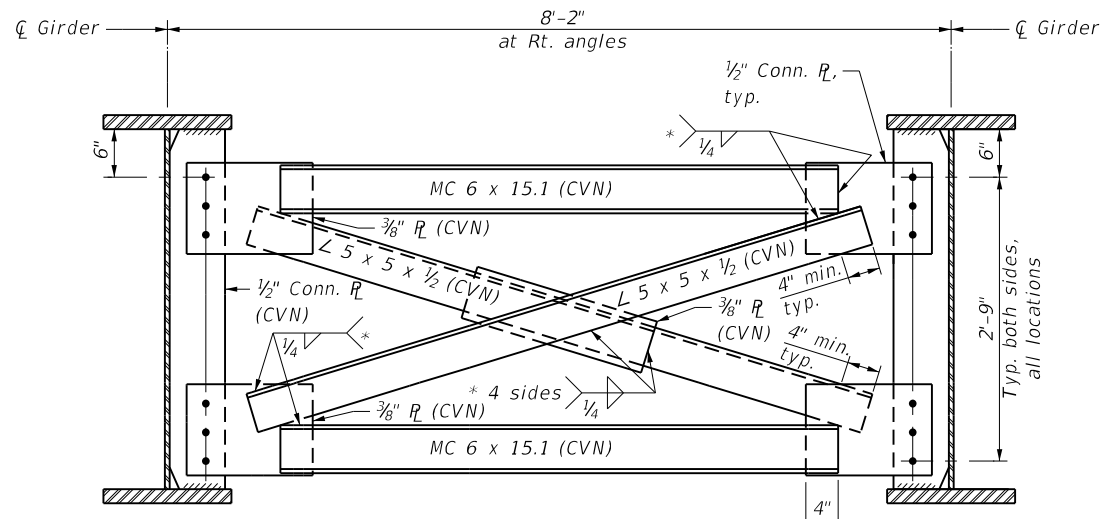 8'-2"
℄ Girder
℄ Girder
at Rt. angles
½" Conn. ⅊,
typ.
* ¼
6"
6"
MC 6 x 15.1 (CVN)
⅜" ⅊ (CVN)
∠ 5 x 5 x ½ (CVN)
∠ 5 x 5 x ½ (CVN)
½" Conn. ⅊
(CVN)
4" min.
typ.
⅜" ⅊
(CVN)
4" min.
typ.
2'-9"
Typ. both sides,
all locations
¼ *
* 4 sides
¼
⅜" ⅊ (CVN)
MC 6 x 15.1 (CVN)
4"